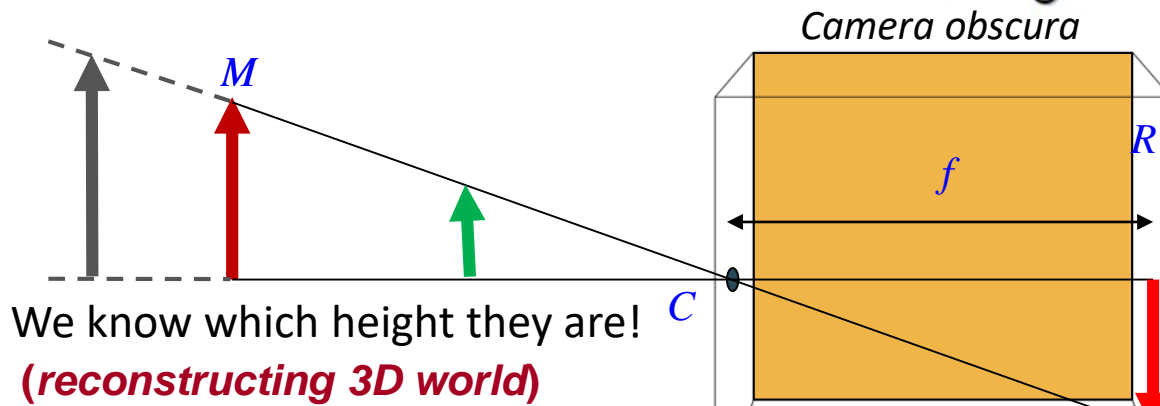 Camera obscura
M
R
f
C
We know which height they are!
(reconstructing 3D world)